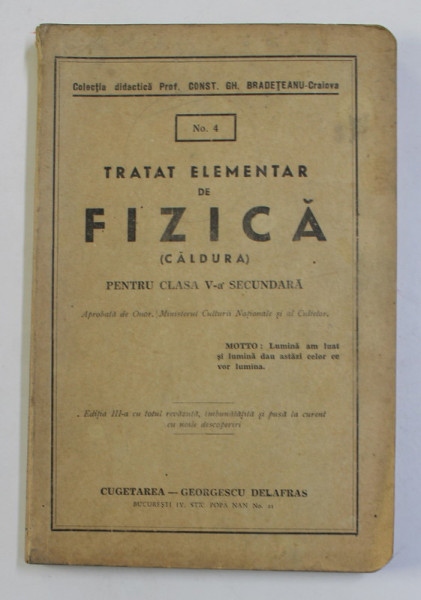 Colecția didactică Prof. CONST. GH. BRADEȚEANU-Craiova
No. 4
TRATAT ELEMENTAR
DE
FIZICĂ
(CĂLDURA)
PENTRU CLASA V-a SECUNDARĂ
Aprobată de Onor. Ministerul Culturii Naționale și al Cultelor.
MOTTO: Lumină am luat
și lumină dau astăzi celor ce
vor lumina.
Ediția III-a cu totul revăzută, îmbunătățită și pusă la curent
cu noile descoperiri
CUGETAREA — GEORGESCU DELAFRAS
BUCUREȘTI IV, STR. POPA NAN No. 21